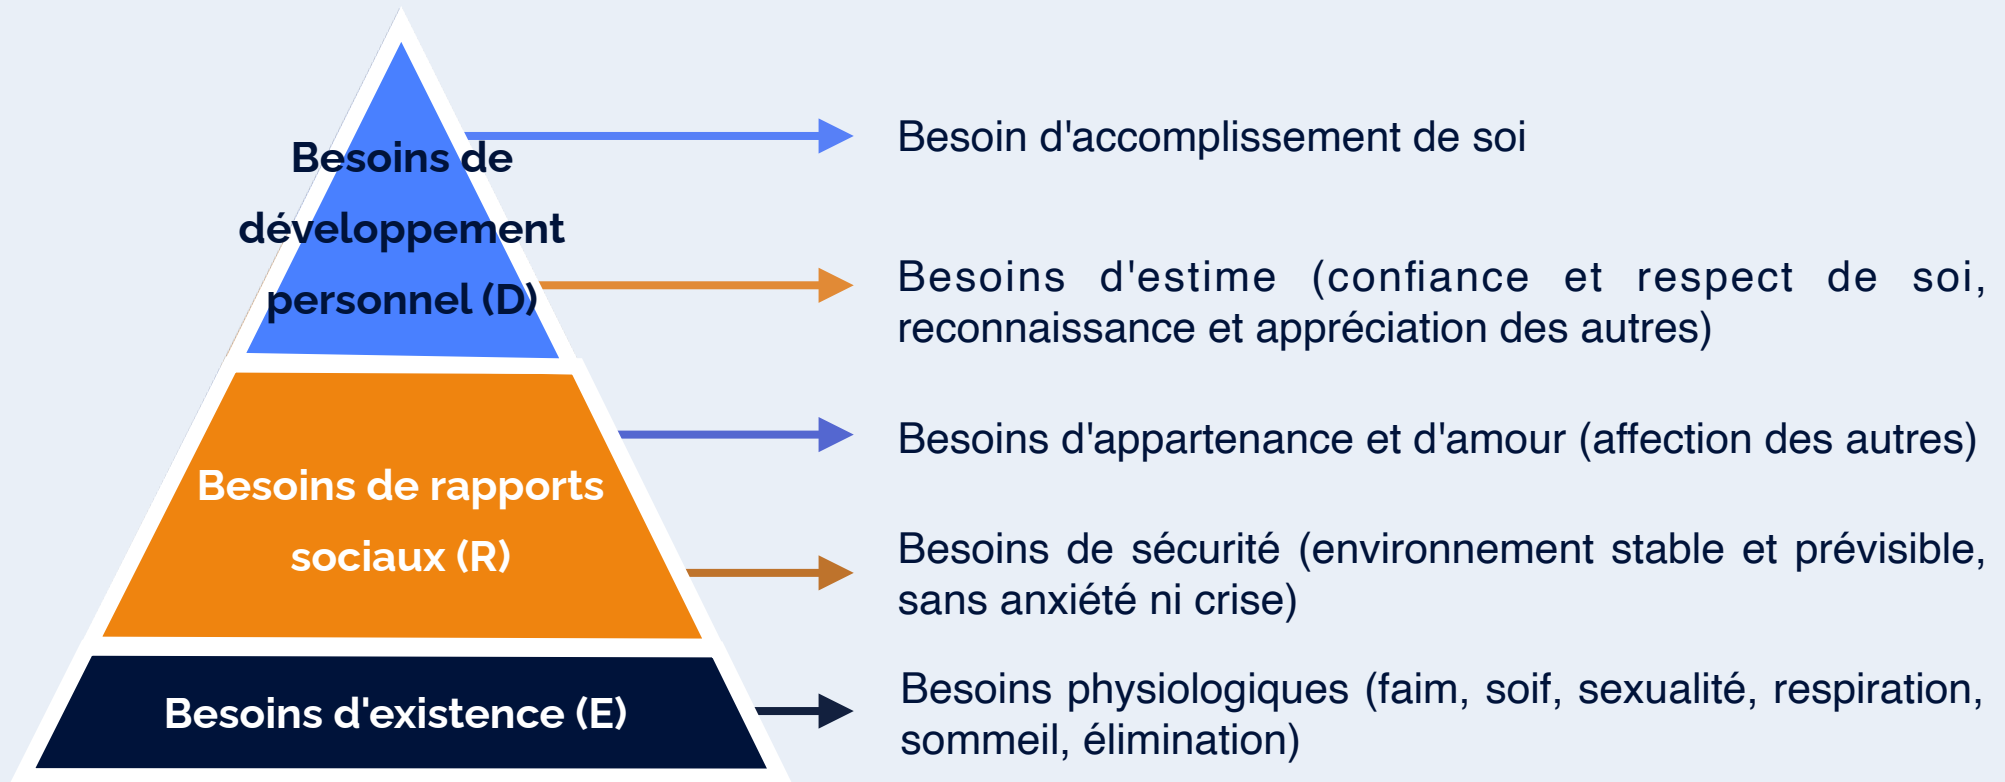 Besoins de
développement
personnel (D)
Besoins de rapports
sociaux (R)
Besoins d'existence (E)
Besoin d'accomplissement de soi
Besoins d'estime (confiance et respect de soi,
reconnaissance et appréciation des autres)
Besoins d'appartenance et d'amour (affection des autres)
Besoins de sécurité (environnement stable et prévisible,
sans anxiété ni crise)
Besoins physiologiques (faim, soif, sexualité, respiration,
sommeil, élimination)